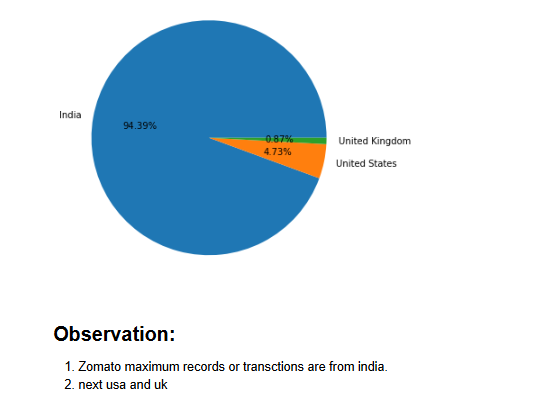 India
94.39%
0.87%
United Kingdom
4.73%
United States
Observation:
1. Zomato maximum records or transctions are from india.
2. next usa and uk